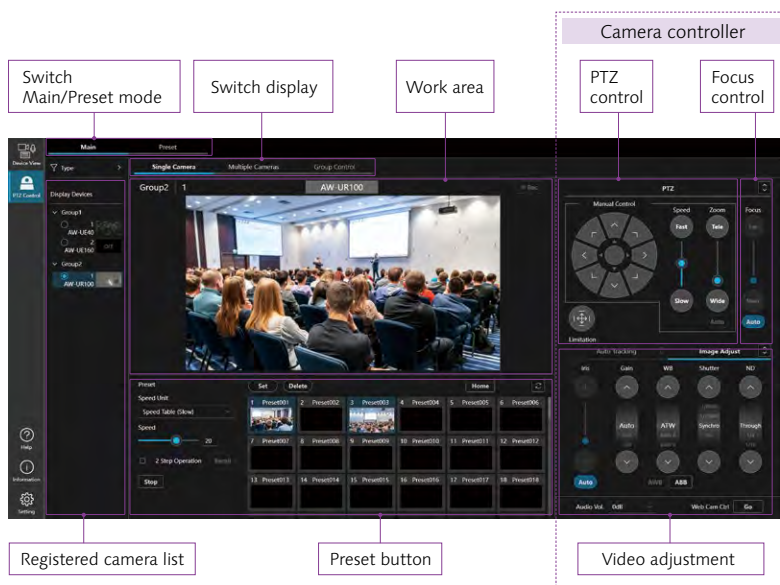 Camera controller
Switch
Main/Preset mode
Switch display
Work area
PTZ
control
Focus
control
Device View
PTZ Control
Help
Information
Setting
Main
Preset
Type
Display Devices
Group1
1
AW-UE40
2
AW-UE160
OFF
Group2
1
AW-UR100
Single Camera
Multiple Cameras
Group Control
Group2
1
AW-UR100
Rec
Preset
Set
Delete
Home
Speed Unit
Speed Table (Slow)
Speed
20
2 Step Operation
Stop
1 Preset001
2 Preset002
3 Preset003
4 Preset004
5 Preset005
6 Preset006
7 Preset007
8 Preset008
9 Preset009
10 Preset010
11 Preset011
12 Preset012
13 Preset013
14 Preset014
15 Preset015
16 Preset016
17 Preset017
18 Preset018
PTZ
Manual Control
Speed
Fast
Slow
Zoom
Tele
Wide
Limitation
Focus
Auto
Auto Tracking
Image Adjust
Iris
Gain
WB
Shutter
ND
Auto
ATW
Synchro
Through
Auto
AWB
ABB
Audio Vol.
0dB
Web Cam Ctrl
Go
Registered camera list
Preset button
Video adjustment